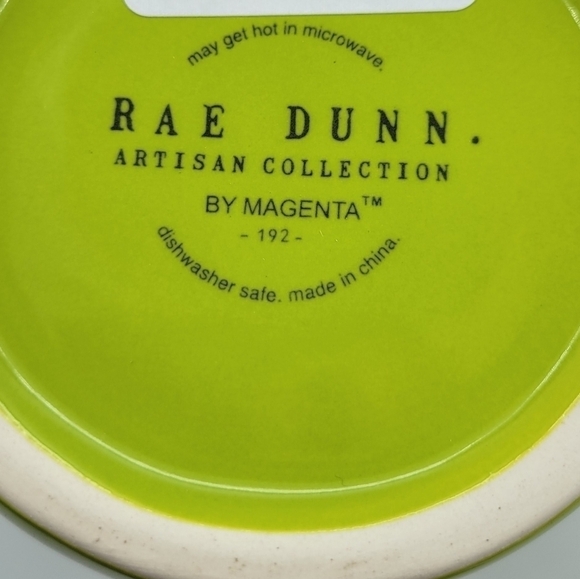 may get hot in microwave.
RAE DUNN.
ARTISAN COLLECTION
BY MAGENTA™
- 192 -
dishwasher safe. made in china.